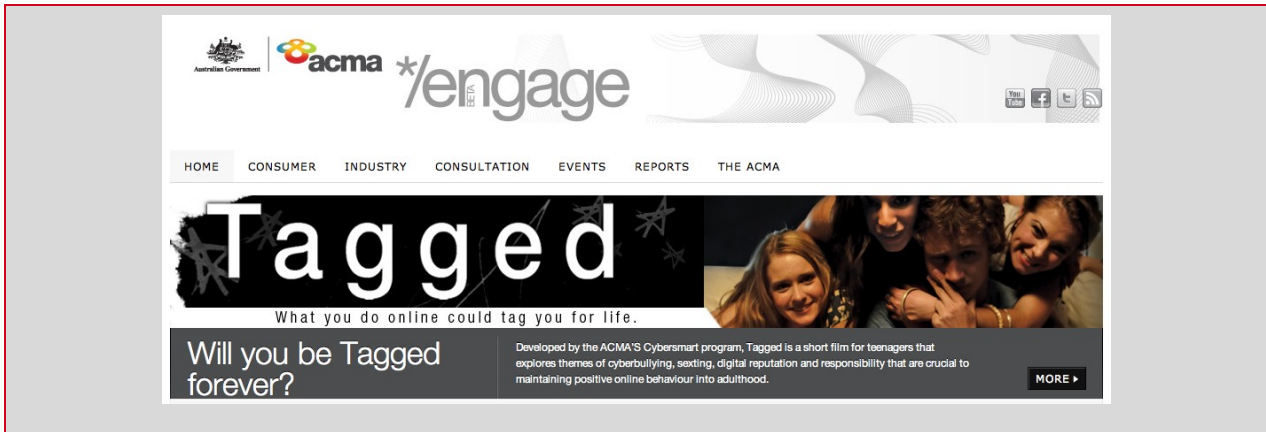 Australian Government
acma
*/engage
BETA
You
Tube
HOME CONSUMER INDUSTRY CONSULTATION EVENTS REPORTS THE ACMA
Tagged
What you do online could tag you for life.
Will you be Tagged
forever?
Developed by the ACMA'S Cybersmart program, Tagged is a short film for teenagers that
explores themes of cyberbullying, sexting, digital reputation and responsibility that are crucial to
maintaining positive online behaviour into adulthood.
MORE